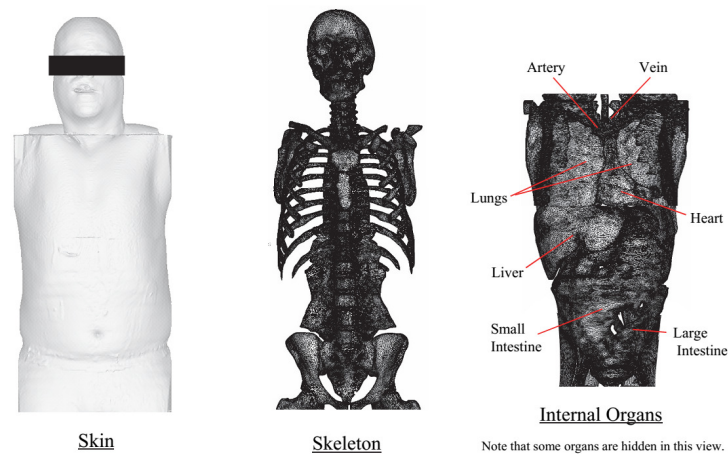 Artery
Vein
Lungs
Heart
Liver
Small
Intestine
Large
Intestine
Skin
Skeleton
Internal Organs
Note that some organs are hidden in this view.